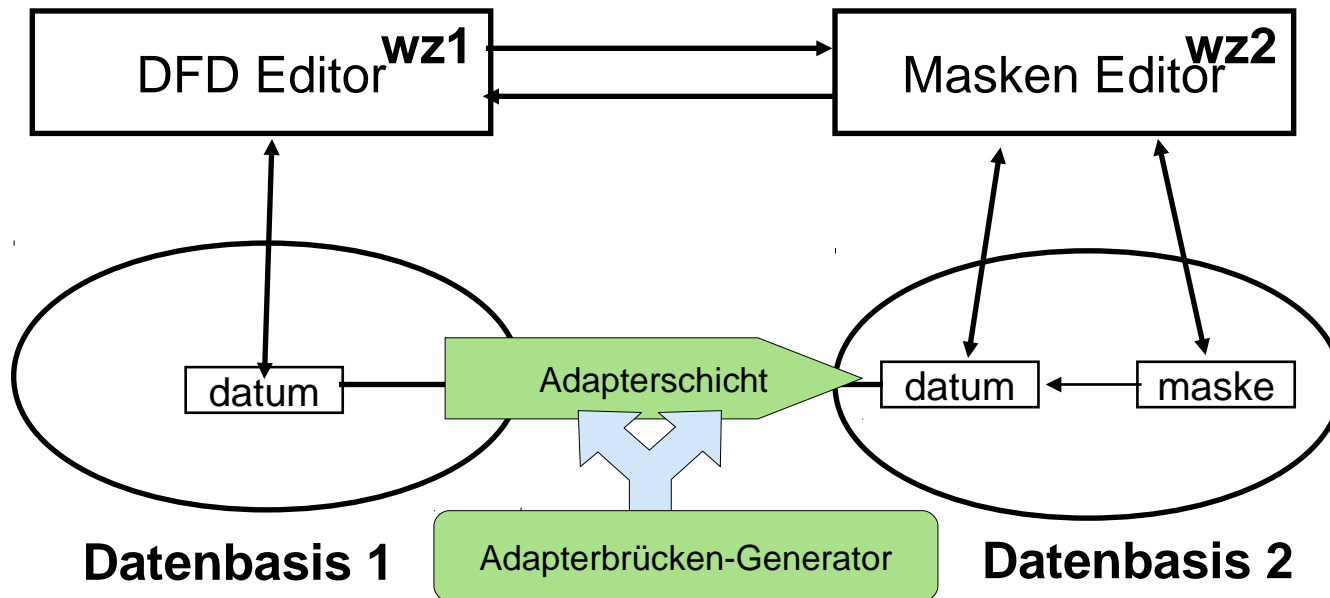 DFD Editor wz1
Masken Editor wz2
datum
Adapterschicht
datum
maske
Datenbasis 1
Adapterbrücken-Generator
Datenbasis 2